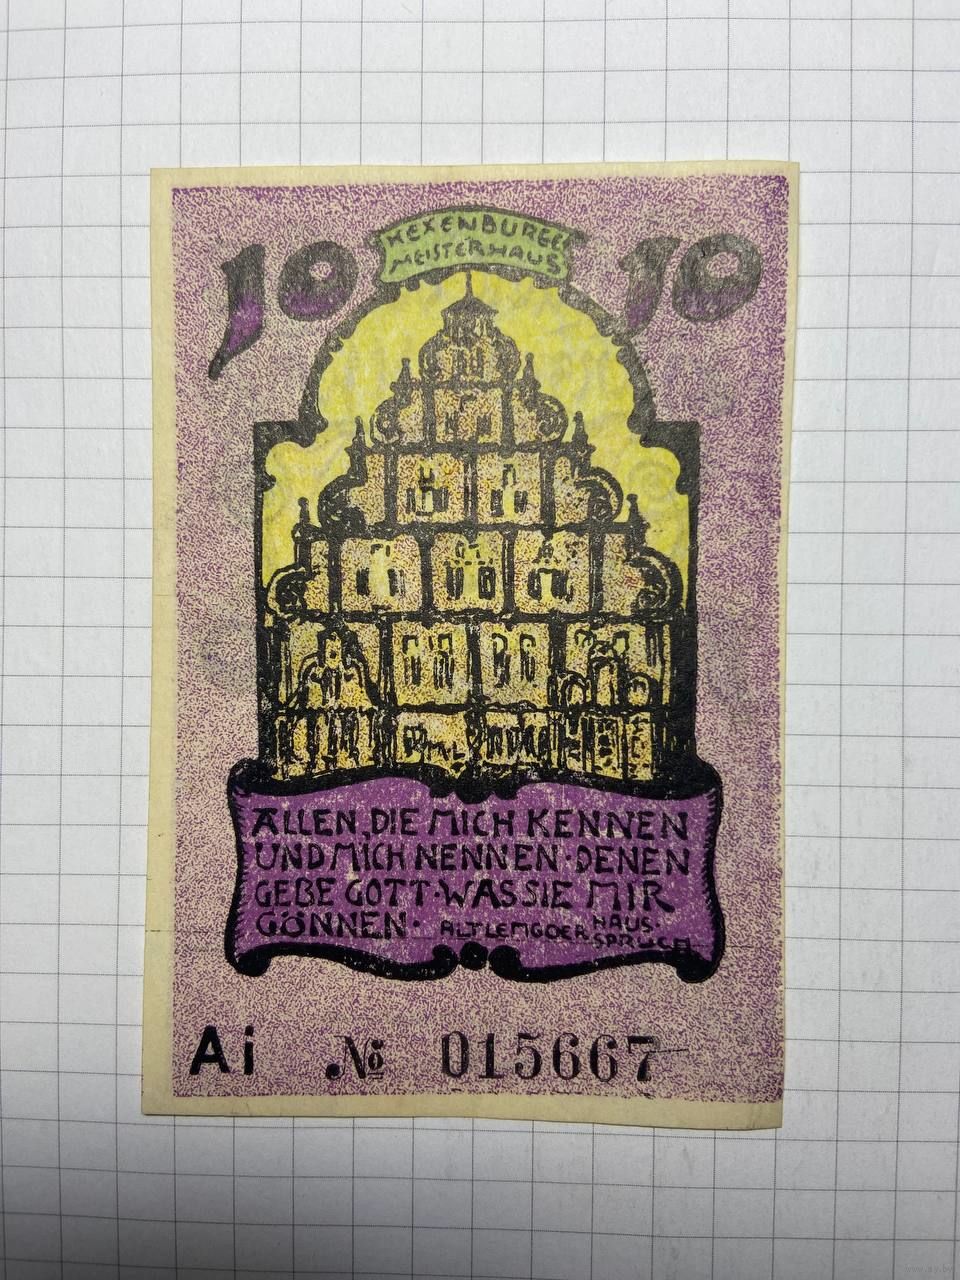 10 HEXENBURGER 10
MEISTERHAUS
ALLEN, DIE MICH KENNEN
UND MICH NENNEN · DENEN
GEBE GOTT · WAS SIE MIR
GÖNNEN · ALTLEMGOER HAUS-
SPRUCH
Ai № 015667